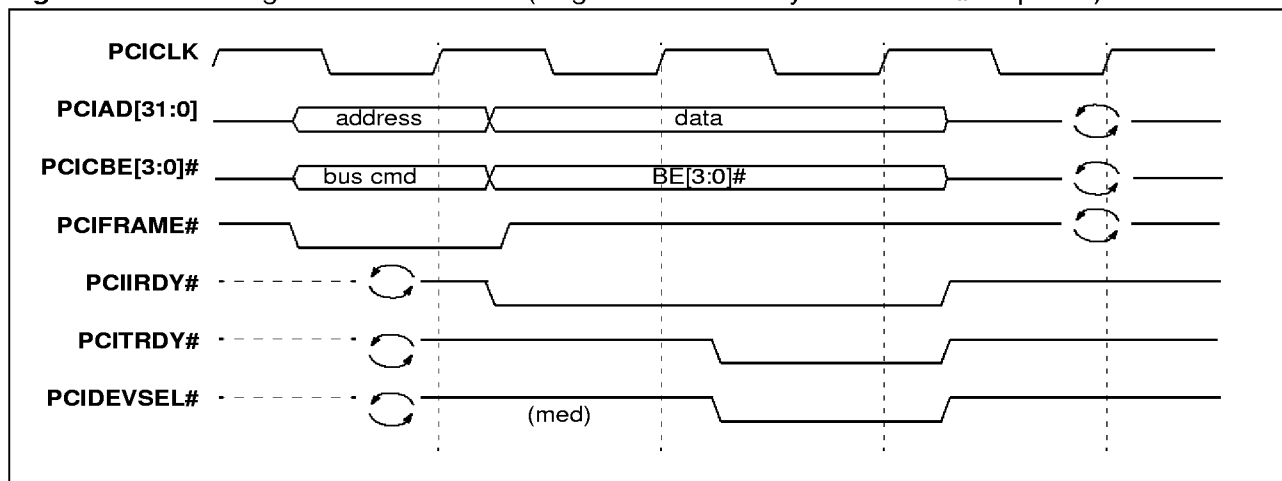 PCICLK
PCIAD[31:0]
address
data
PCICBE[3:0]#
bus cmd
BE[3:0]#
PCIFRAME#
PCIIRDY#
PCITRDY#
PCIDEVSEL#
(med)